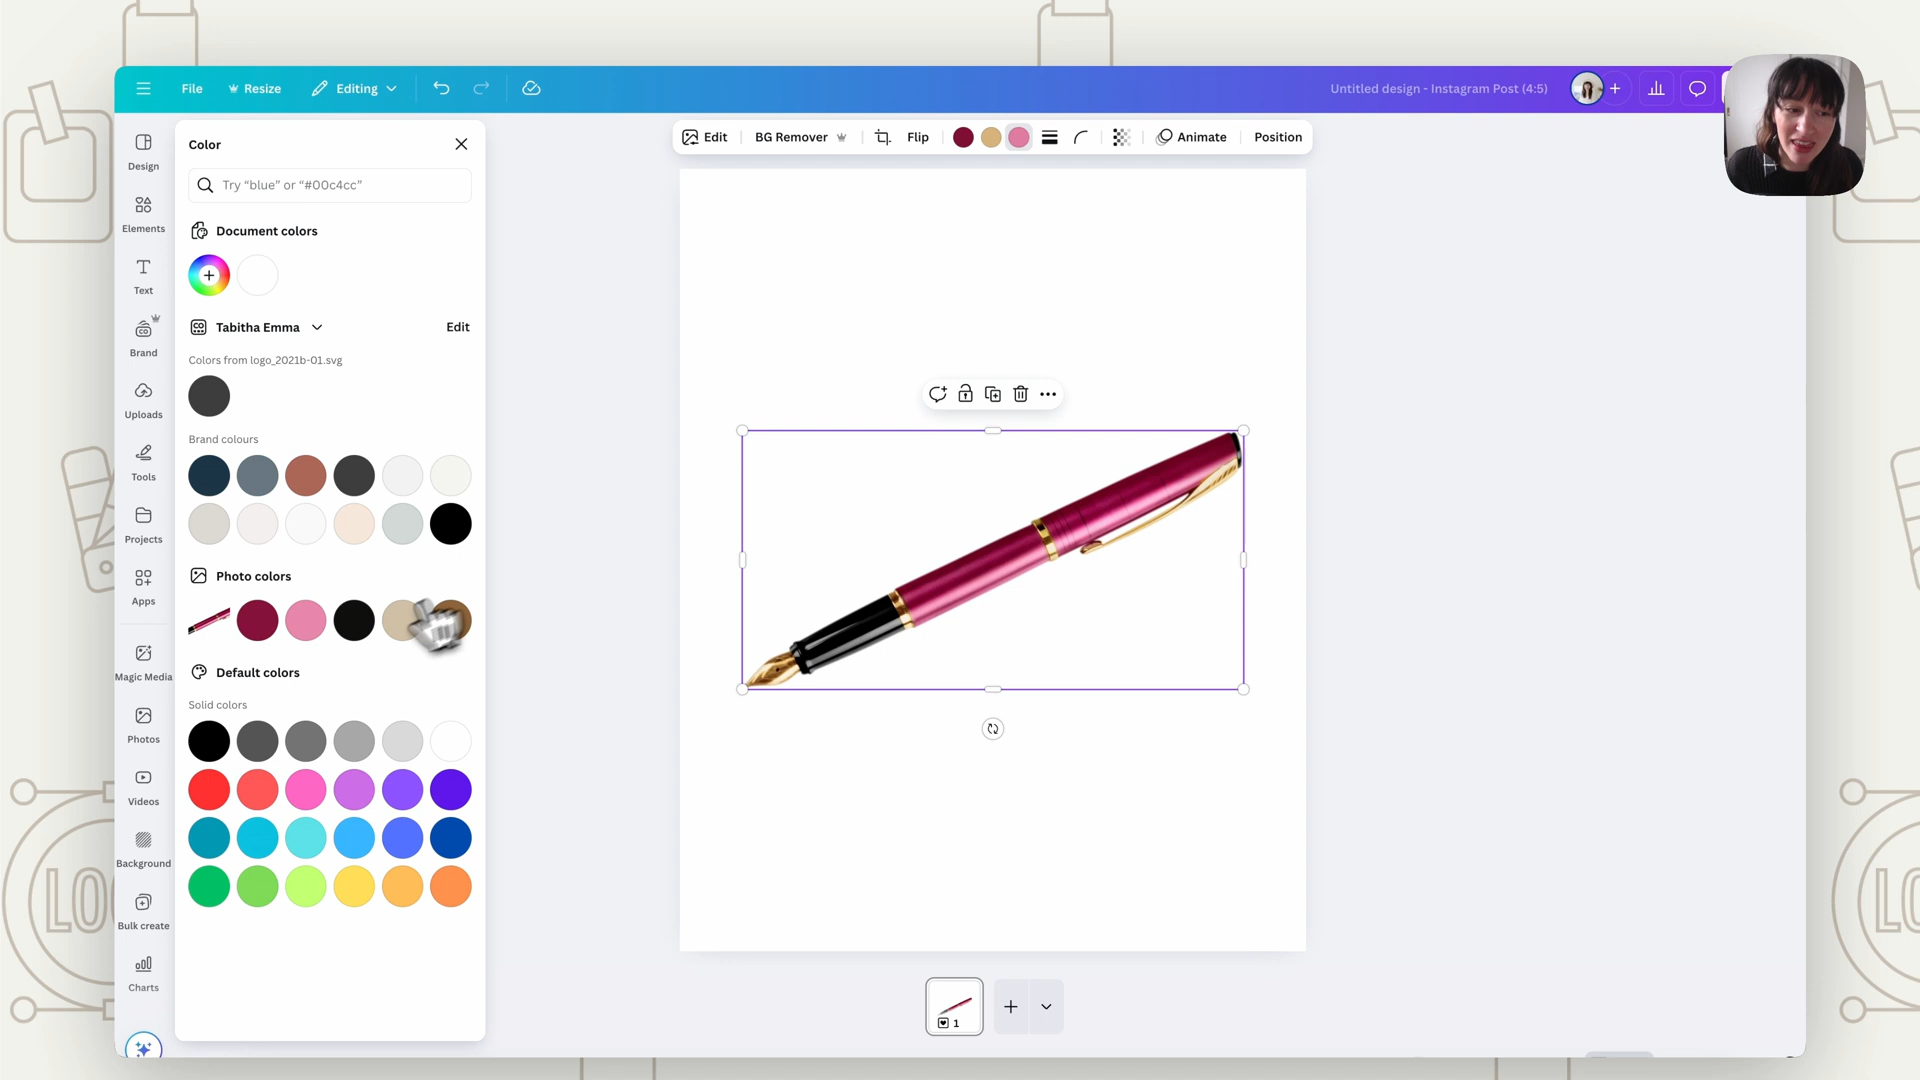 File
Resize
Editing
Untitled design - Instagram Post (4:5)
Design
Elements
Text
Brand
Uploads
Tools
Projects
Apps
Magic Media
Photos
Videos
Background
Bulk create
Charts
Color
Try “blue” or “#00c4cc”
Document colors
Tabitha Emma
Edit
Colors from logo_2021b-01.svg
Brand colours
Photo colors
Default colors
Solid colors
Edit
BG Remover
Flip
Animate
Position
1